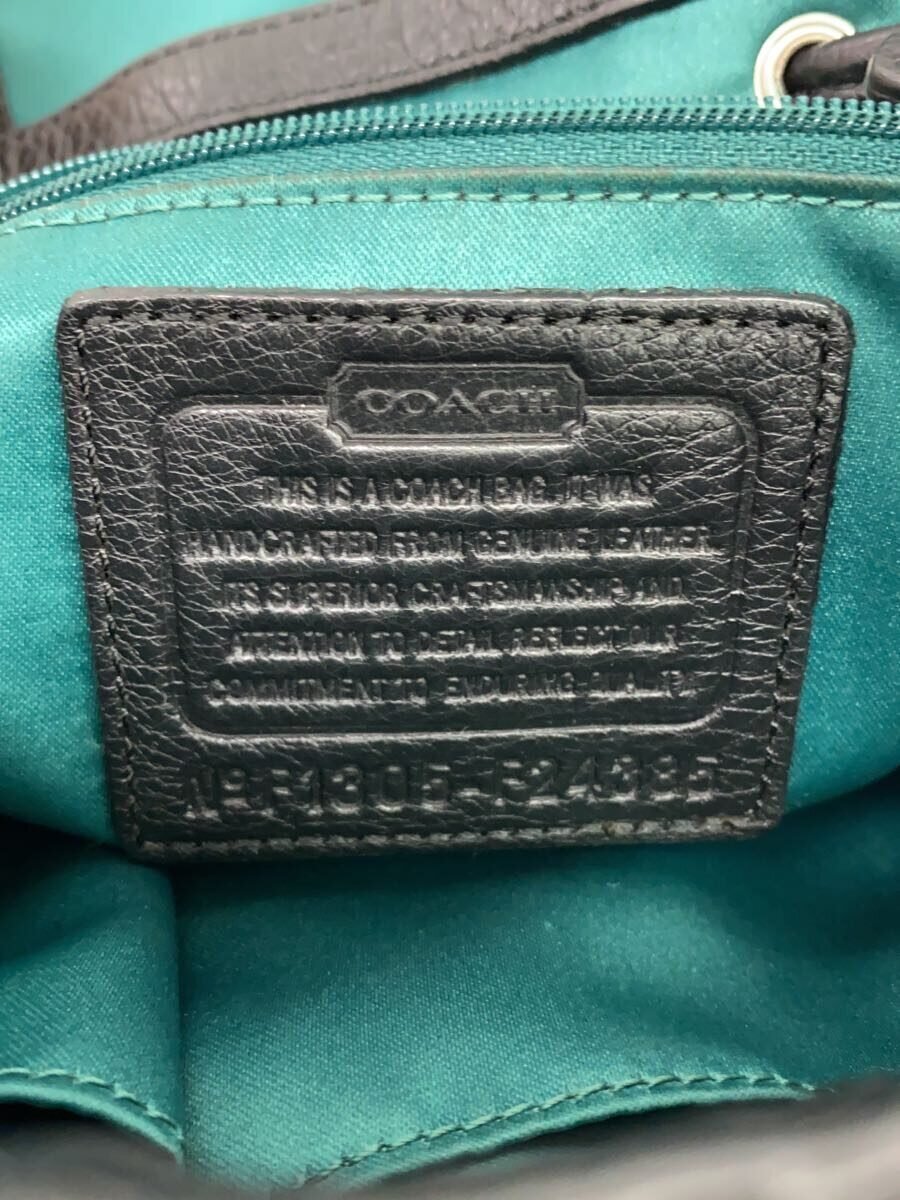 COACH
THIS IS A COACH BAG. IT WAS
HANDCRAFTED FROM GENUINE LEATHER.
ITS SUPERIOR CRAFTSMANSHIP AND
ATTENTION TO DETAIL REFLECT OUR
COMMITMENT TO ENDURING QUALITY.
Nº F1305-F24335